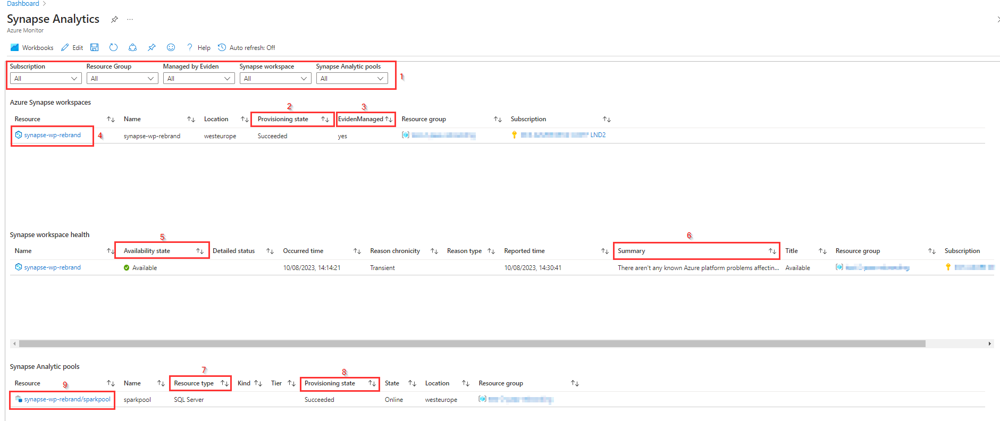 Dashboard >
Synapse Analytics ...
Azure Monitor
Workbooks Edit ? Help Auto refresh: Off
Subscription Resource Group Managed by Eviden Synapse workspace Synapse Analytic pools
All All All All All 1
Azure Synapse workspaces
2 3
Resource ↑↓ Name ↑↓ Location ↑↓ Provisioning state ↑↓ EvidenManaged ↑↓ Resource group ↑↓ Subscription ↑↓
synapse-wp-rebrand 4 synapse-wp-rebrand westeurope Succeeded yes LND2
Synapse workspace health
5 6
Name ↑↓ Availability state ↑↓ Detailed status ↑↓ Occurred time ↑↓ Reason chronicity ↑↓ Reason type ↑↓ Reported time ↑↓ Summary ↑↓ Title ↑↓ Resource group ↑↓ Subscription
synapse-wp-rebrand Available 10/08/2023, 14:14:21 Transient 10/08/2023, 14:30:41 There aren't any known Azure platform problems affectin... Available
Synapse Analytic pools
7 8
Resource ↑↓ Name ↑↓ Resource type ↑↓ Kind ↑↓ Tier ↑↓ Provisioning state ↑↓ State ↑↓ Location ↑↓ Resource group ↑↓
9
synapse-wp-rebrand/sparkpool sparkpool SQL Server Succeeded Online westeurope